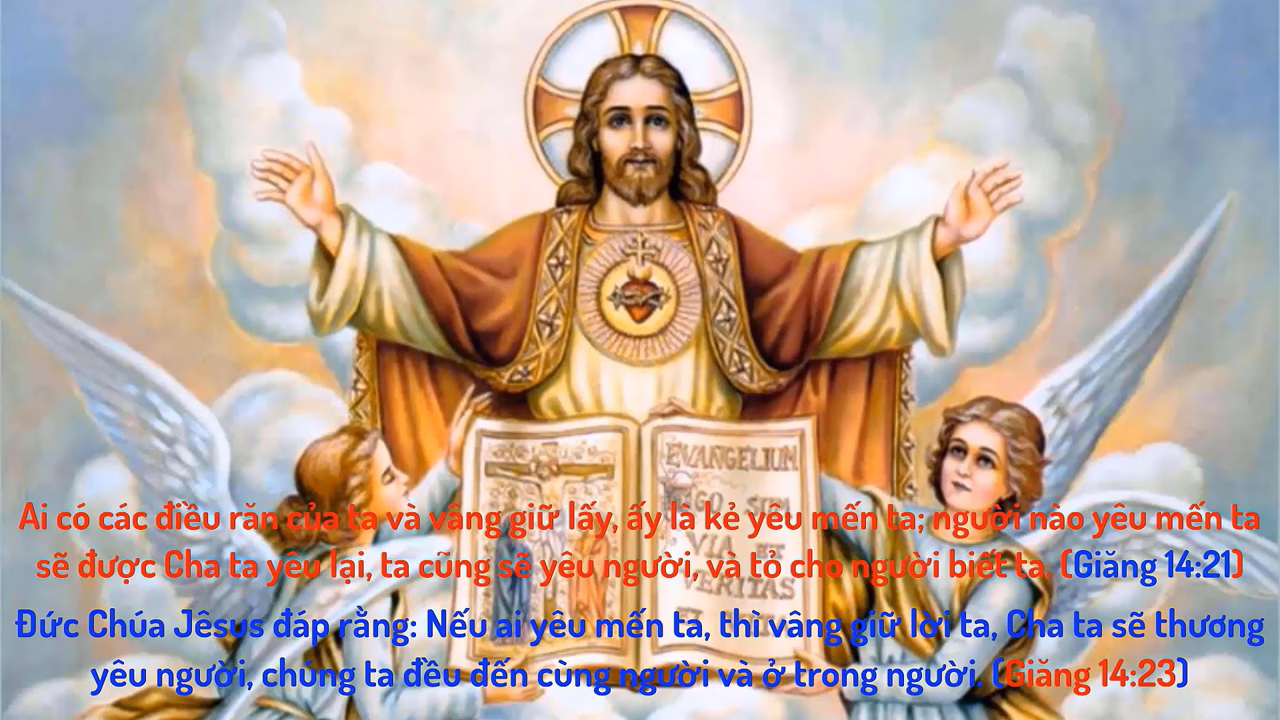 EVANGELIUM
EGO SUM
VIA ET
VERITAS
Ai có các điều răn của ta và vâng giữ lấy, ấy là kẻ yêu mến ta; người nào yêu mến ta
sẽ được Cha ta yêu lại, ta cũng sẽ yêu người, và tỏ cho người biết ta. (Giăng 14:21)
Đức Chúa Jêsus đáp rằng: Nếu ai yêu mến ta, thì vâng giữ lời ta, Cha ta sẽ thương
yêu người, chúng ta đều đến cùng người và ở trong người. (Giăng 14:23)